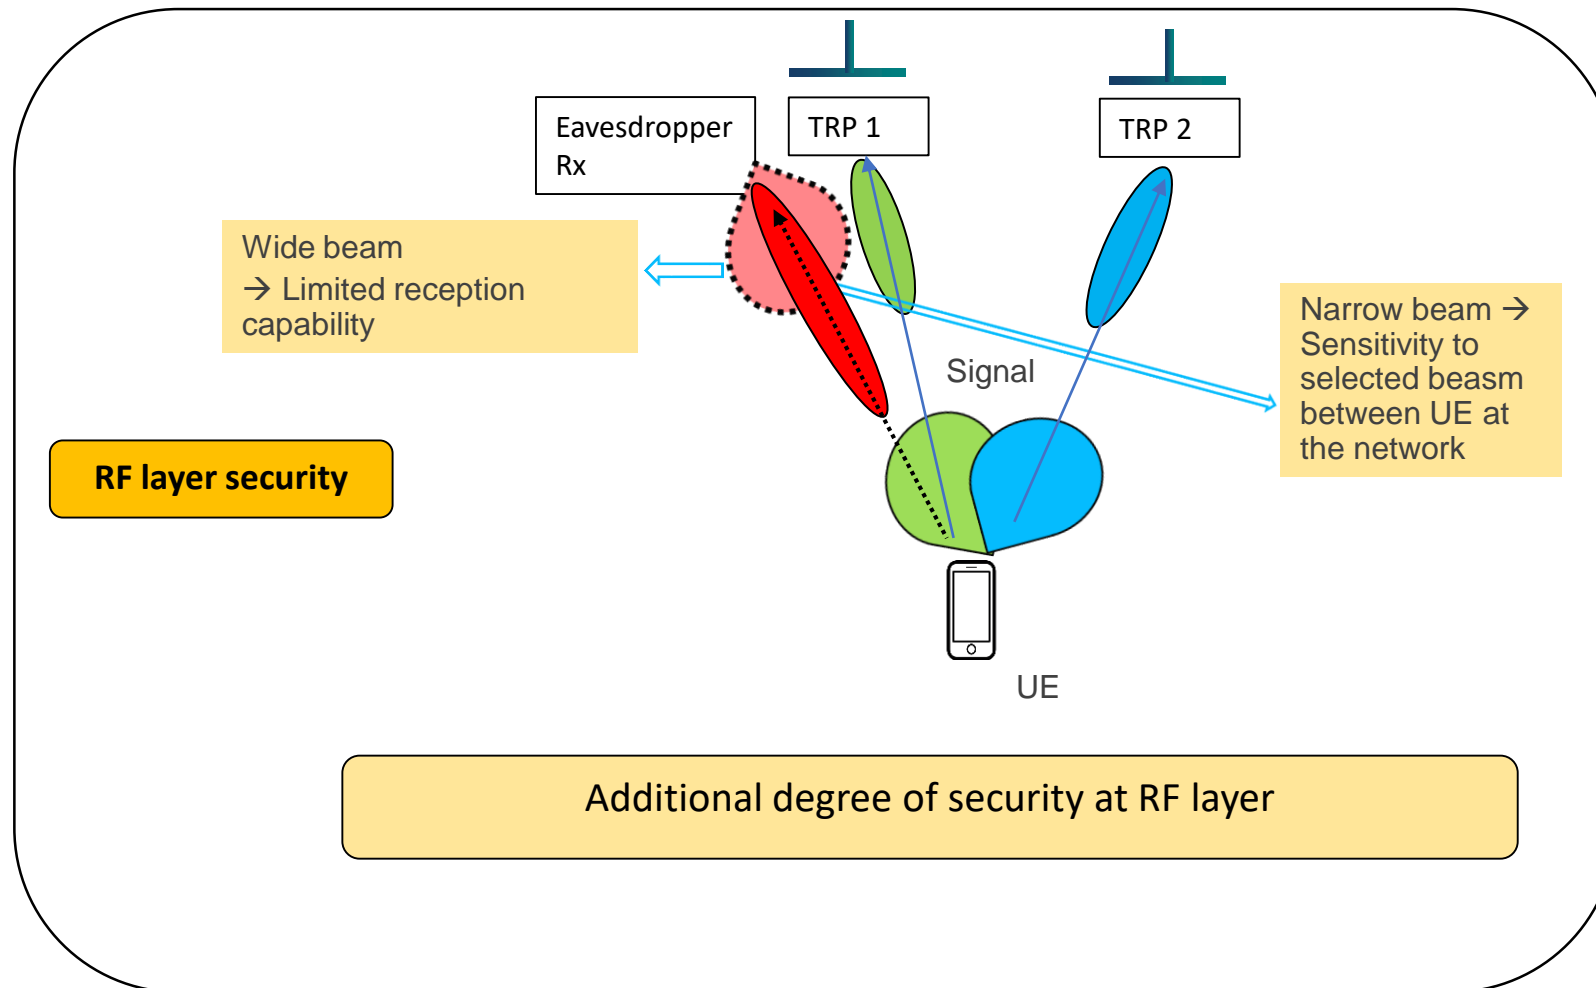 Eavesdropper
Rx
TRP 1
TRP 2
Wide beam
→ Limited reception
capability
Signal
Narrow beam →
Sensitivity to
selected beasm
between UE at
the network
RF layer security
UE
Additional degree of security at RF layer